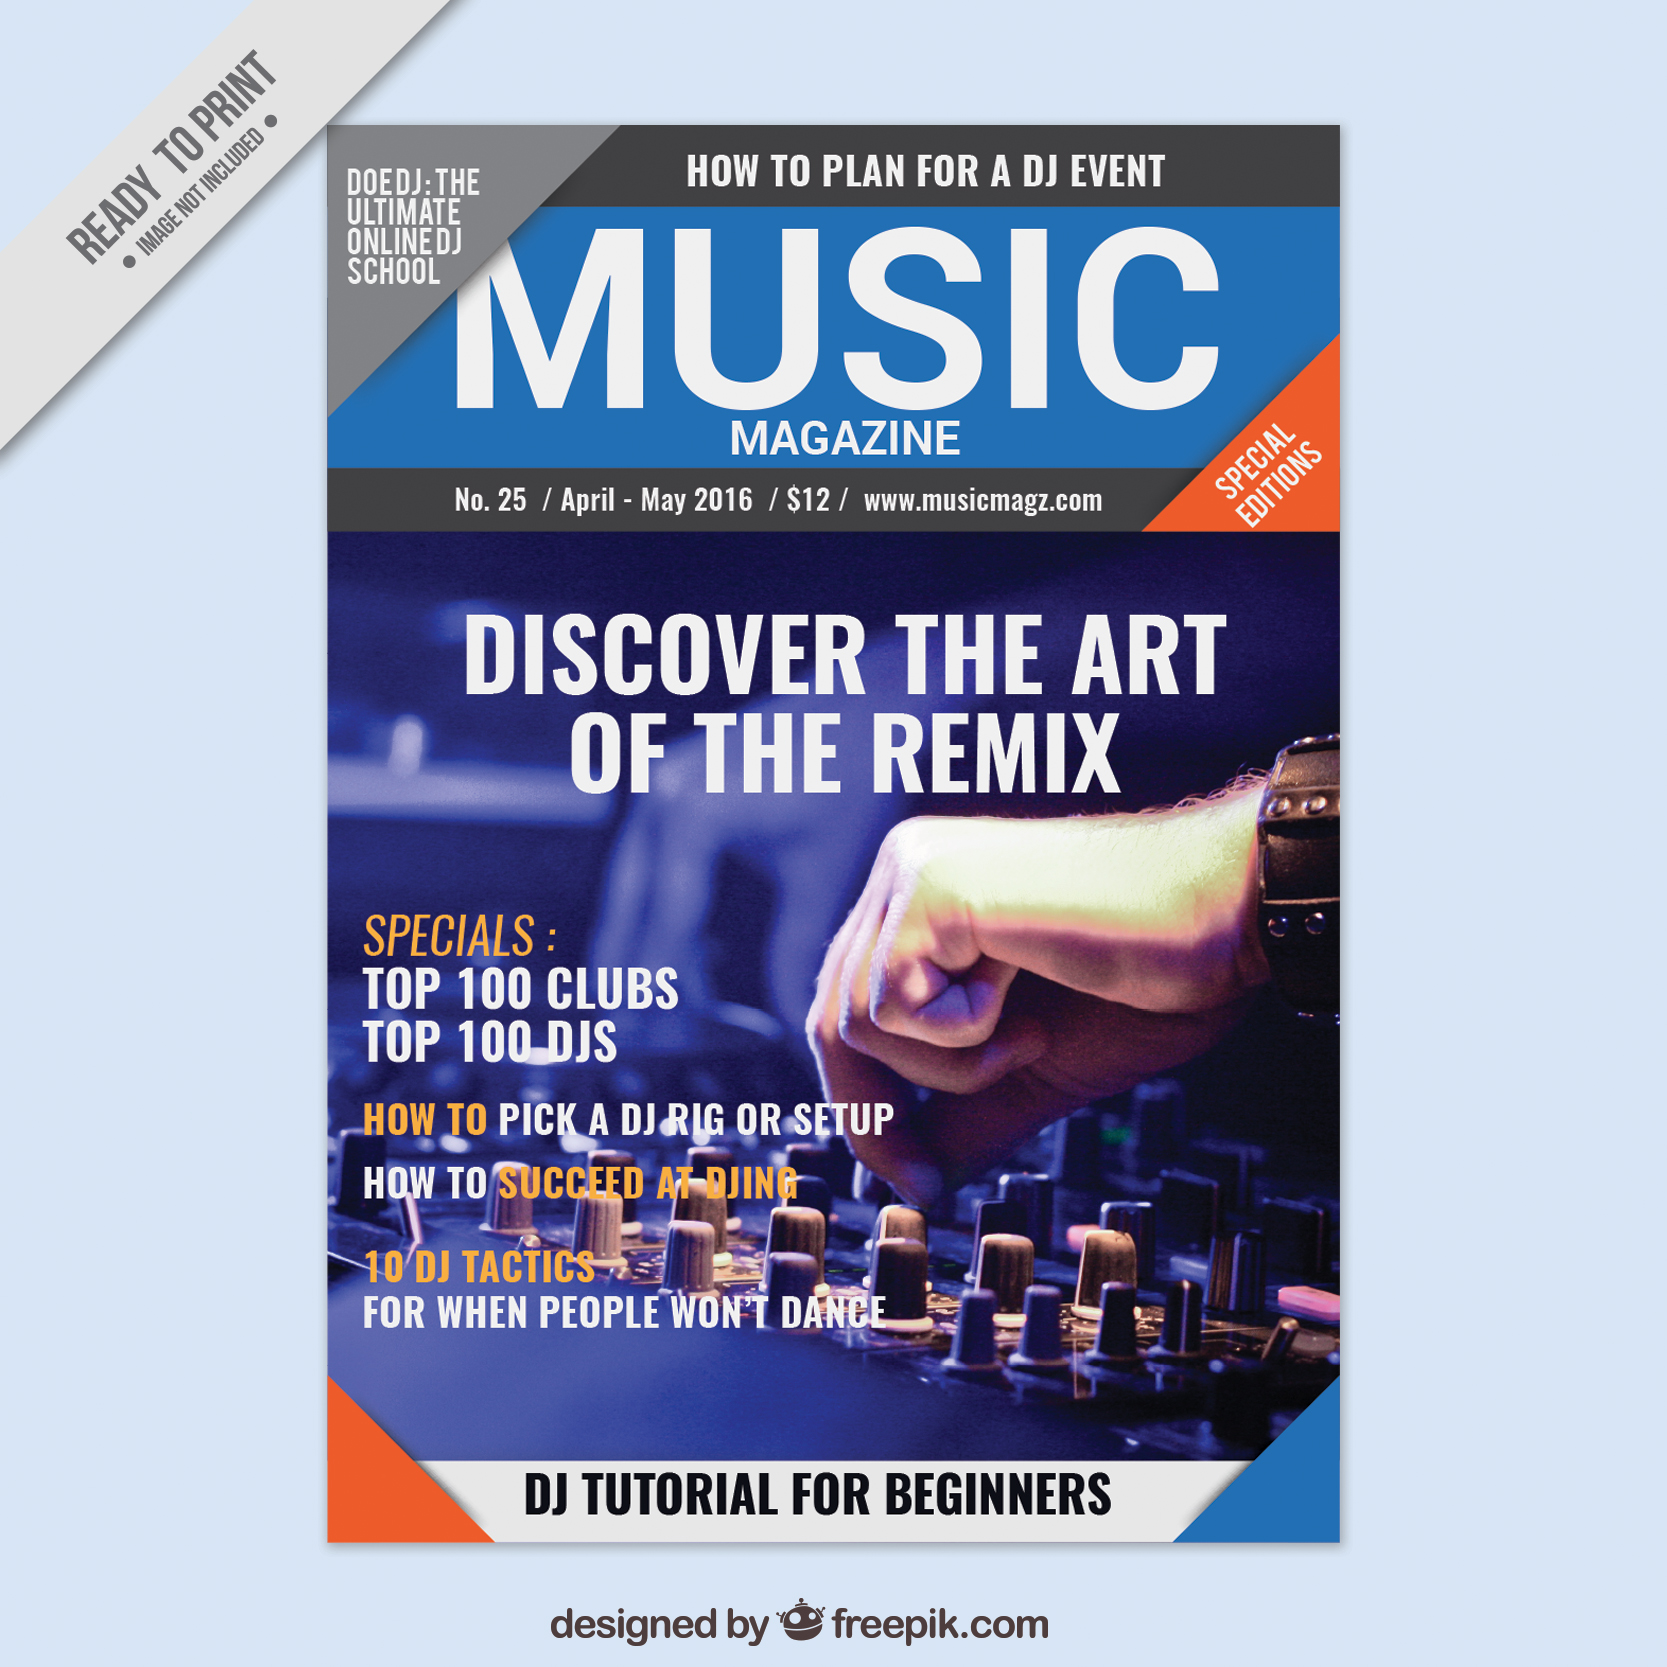 READY TO PRINT
• IMAGE NOT INCLUDED •
DOEDJ: THE
ULTIMATE
ONLINE DJ
SCHOOL
HOW TO PLAN FOR A DJ EVENT
MUSIC
MAGAZINE
SPECIAL
EDITIONS
No. 25 / April - May 2016 / $12 / www.musicmagz.com
DISCOVER THE ART
OF THE REMIX
SPECIALS :
TOP 100 CLUBS
TOP 100 DJS
HOW TO PICK A DJ RIG OR SETUP
HOW TO SUCCEED AT DJING
10 DJ TACTICS
FOR WHEN PEOPLE WON'T DANCE
DJ TUTORIAL FOR BEGINNERS
designed by freepik.com